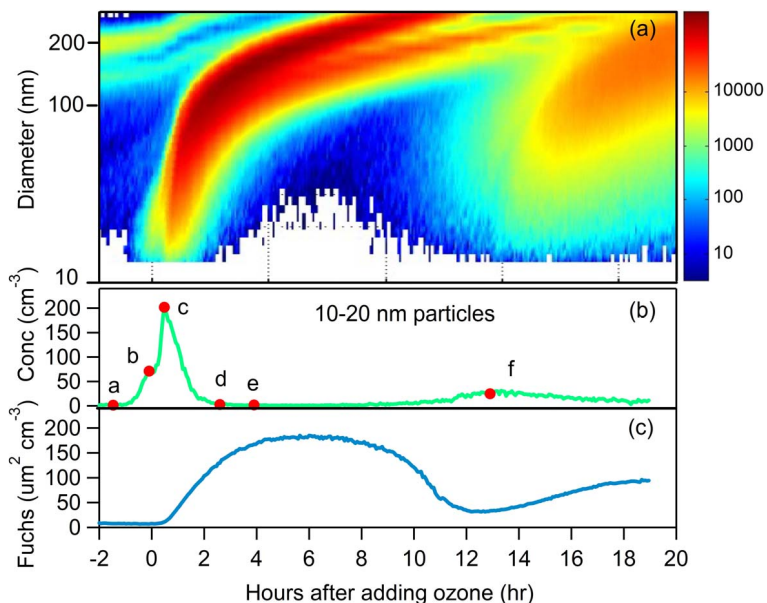 (a)
200
100
10
Diameter (nm)
10000
1000
100
10
10-20 nm particles
(b)
200
150
100
50
0
Conc (cm-3)
a
b
c
d
e
f
(c)
200
150
100
50
0
Fuchs (um2 cm-3)
-2 0 2 4 6 8 10 12 14 16 18 20
Hours after adding ozone (hr)